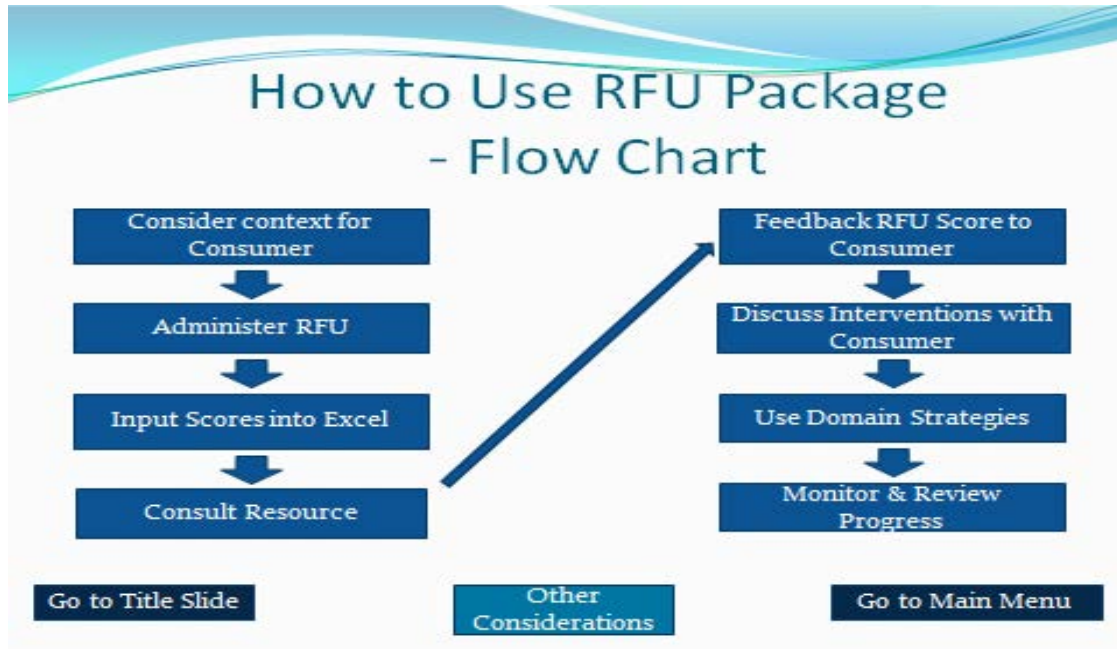 How to Use RFU Package
- Flow Chart
Consider context for
Consumer
Administer RFU
Input Scores into Excel
Consult Resource
Feedback RFU Score to
Consumer
Discuss Interventions with
Consumer
Use Domain Strategies
Monitor & Review
Progress
Go to Title Slide
Other
Considerations
Go to Main Menu